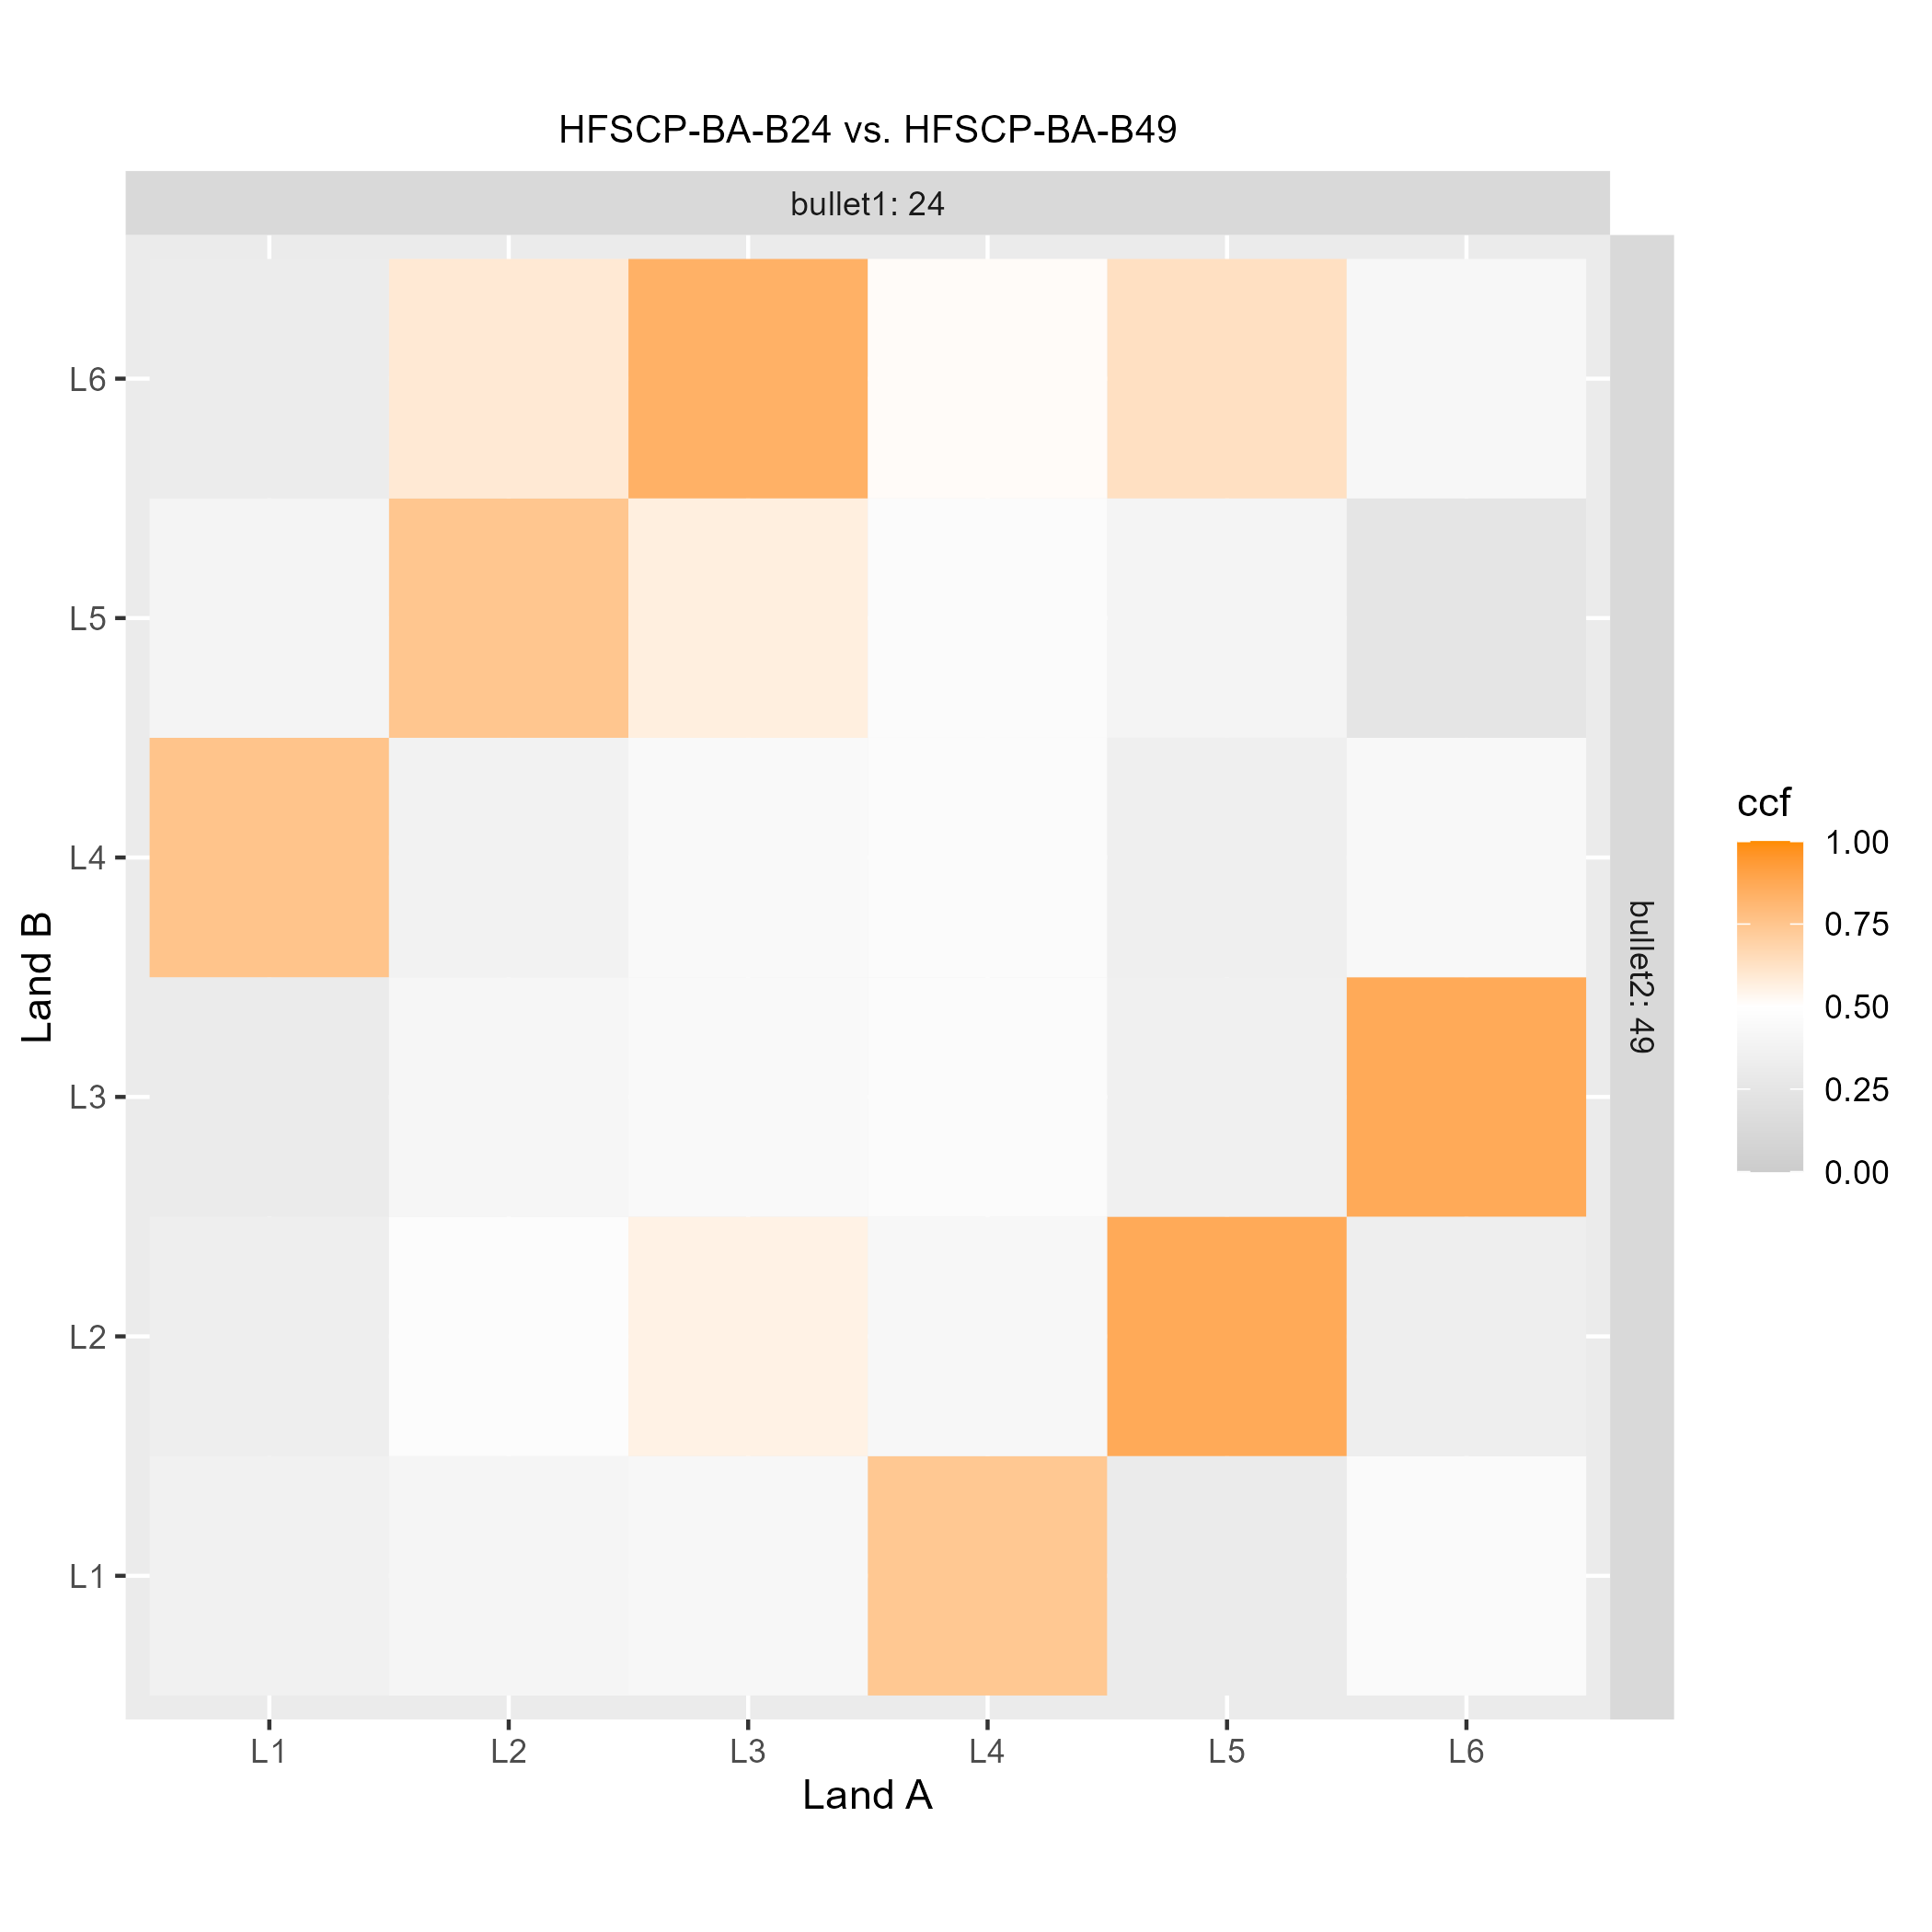 HFSCP-BA-B24 vs. HFSCP-BA-B49
bullet1: 24
L6
L5
L4
L3
L2
L1
Land B
bullet2: 49
ccf
1.00
0.75
0.50
0.25
0.00
L1 L2 L3 L4 L5 L6
Land A